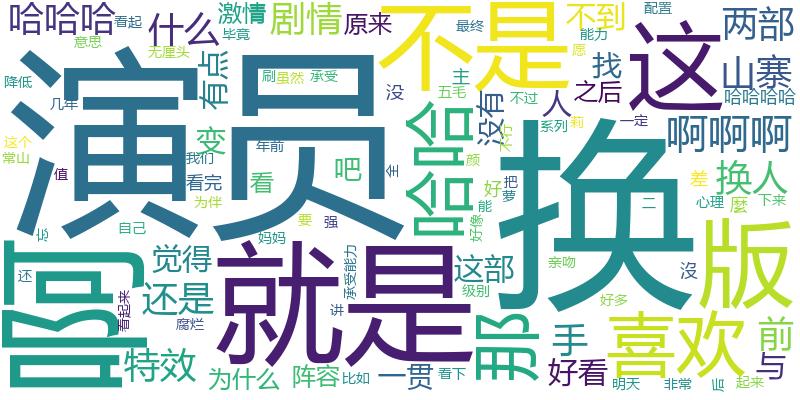 哈哈哈
看起
什么
激情
毕竟
剧情
原来
不是
最终
不到
配置
能力
愿
两部
意思
无厘头
有点
刷
虽然
承受
没
五毛
主
不过
找
之后
人
山寨
哈哈哈哈
降低
几年
演员
哈哈
没有
系列
莉
一定
这
啊啊啊
这个
常山
变
我们
年前
全
颜
不行
差
换人
值
看完
看
吧
好
把
萝
心理
麼
下来
为伴
要
强
能
二
忘
自己
妈妈
好像
换
版
啊
觉得
就是
承受能力
这部
级别
亲吻
沒
还
看起来
还是
讲
那
好多
喜欢
前
腐烂
特效
为什么
阵容
比如
一贯
看下
手
好看
明天
非常
起来
与